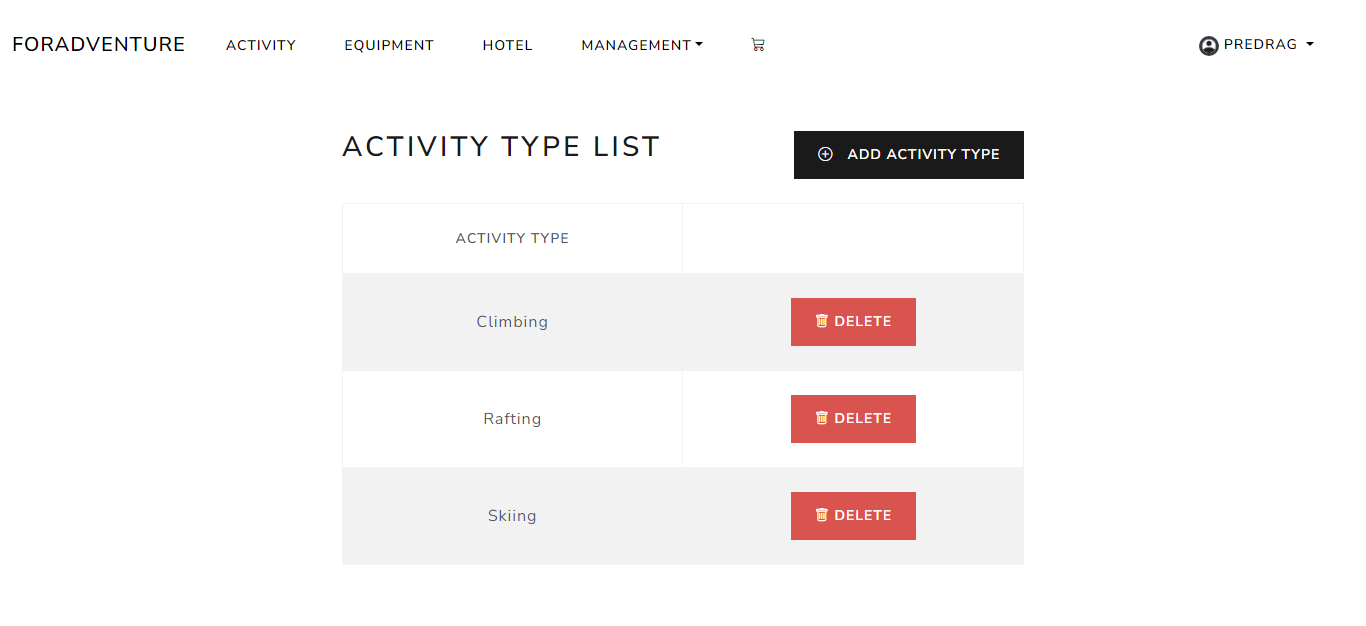 FORADVENTURE ACTIVITY EQUIPMENT HOTEL MANAGEMENT PREDRAG
ACTIVITY TYPE LIST
ADD ACTIVITY TYPE
ACTIVITY TYPE
Climbing DELETE
Rafting DELETE
Skiing DELETE